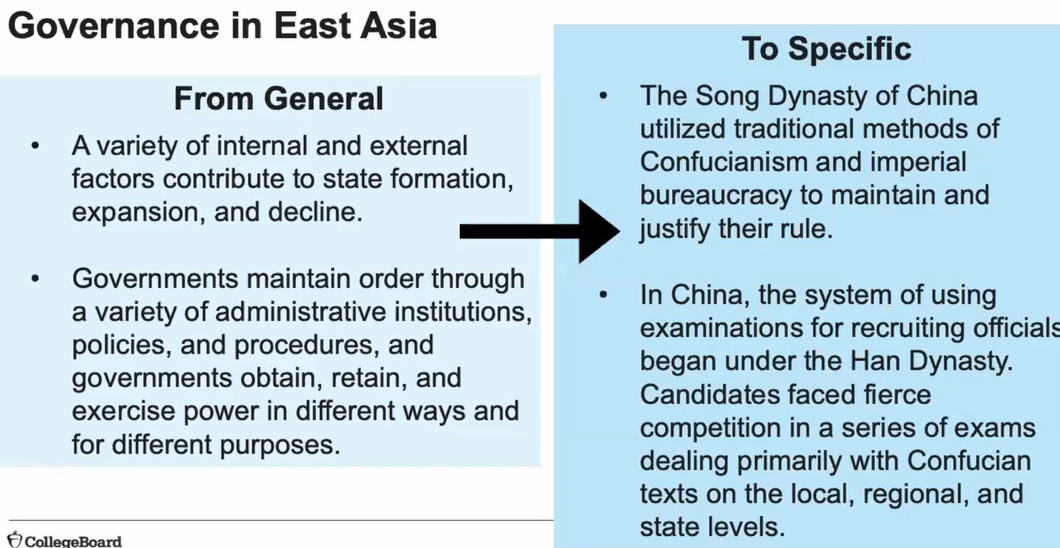 Governance in East Asia
From General
• A variety of internal and external
factors contribute to state formation,
expansion, and decline.
• Governments maintain order through
a variety of administrative institutions,
policies, and procedures, and
governments obtain, retain, and
exercise power in different ways and
for different purposes.
To Specific
• The Song Dynasty of China
utilized traditional methods of
Confucianism and imperial
bureaucracy to maintain and
justify their rule.
• In China, the system of using
examinations for recruiting officials
began under the Han Dynasty.
Candidates faced fierce
competition in a series of exams
dealing primarily with Confucian
texts on the local, regional, and
state levels.
CollegeBoard